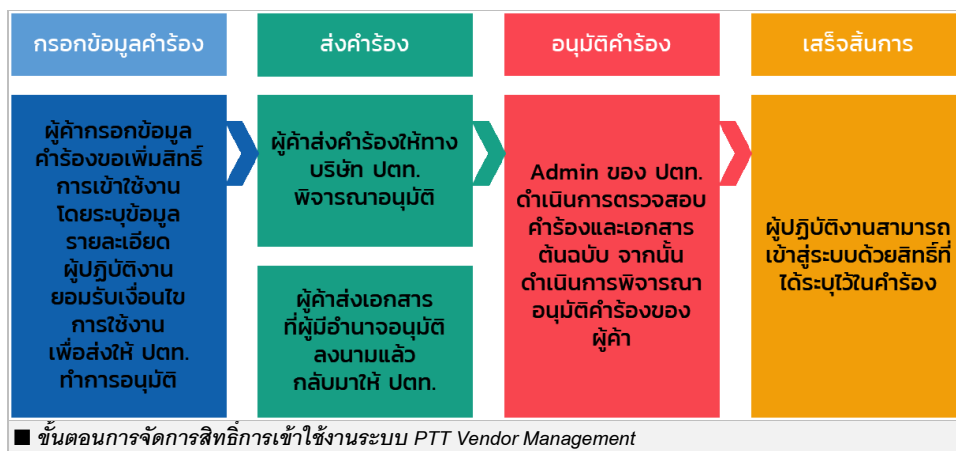 กรอกข้อมูลคำร้อง
ส่งคำร้อง
อนุมัติคำร้อง
เสร็จสิ้นการ
ผู้ค้ากรอกข้อมูล
คำร้องขอเพิ่มสิทธิ์
การเข้าใช้งาน
โดยระบุข้อมูล
รายละเอียด
ผู้ปฏิบัติงาน
ยอมรับเงื่อนไข
การใช้งาน
เพื่อส่งให้ ปตท.
ทำการอนุมัติ
ผู้ค้าส่งคำร้องให้ทาง
บริษัท ปตท.
พิจารณาอนุมัติ
ผู้ค้าส่งเอกสาร
ที่ผู้มีอำนาจอนุมัติ
ลงนามแล้ว
กลับมาให้ ปตท.
Admin ของ ปตท.
ดำเนินการตรวจสอบ
คำร้องและเอกสาร
ต้นฉบับ จากนั้น
ดำเนินการพิจารณา
อนุมัติคำร้องของ
ผู้ค้า
ผู้ปฏิบัติงานสามารถ
เข้าสู่ระบบด้วยสิทธิ์ที่
ได้ระบุไว้ในคำร้อง
■ ขั้นตอนการจัดการสิทธิ์การเข้าใช้งานระบบ PTT Vendor Management